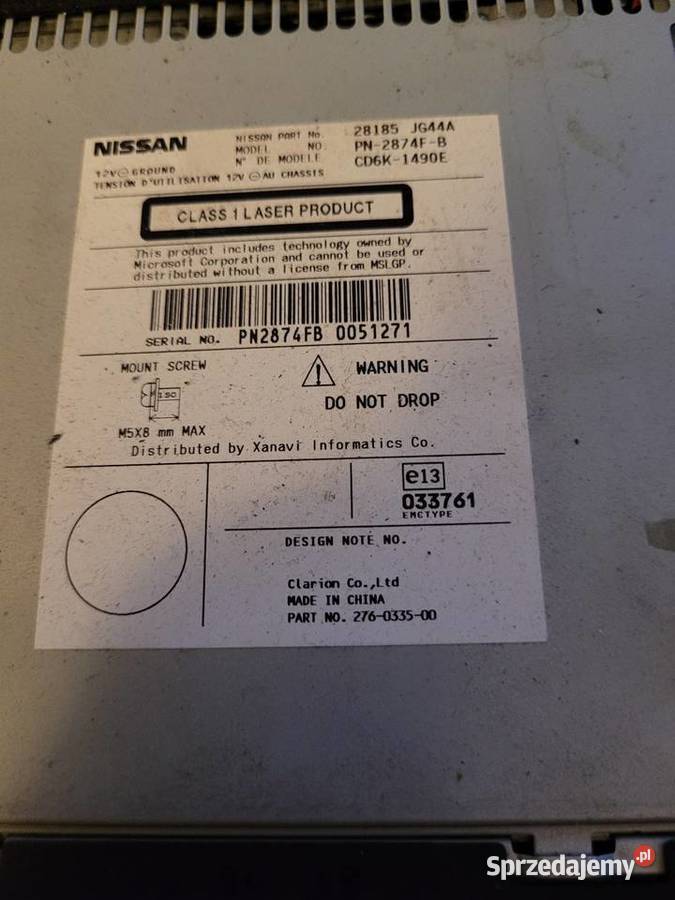 NISSAN
NISSAN PART No. 28185 JG44A
MODEL NO. PN-2874F-B
N° DE MODELE CD6K-1490E
12V ⊖ GROUND
TENSION D'UTILISATION 12V ⊖ AU CHASSIS
CLASS 1 LASER PRODUCT
This product includes technology owned by
Microsoft Corporation and cannot be used or
distributed without a license from MSLGP.
SERIAL NO. PN2874FB 0051271
MOUNT SCREW
ISO
M5X8 mm MAX
WARNING
DO NOT DROP
Distributed by Xanavi Informatics Co.
e13
033761
EMCTYPE
DESIGN NOTE NO.
Clarion Co.,Ltd
MADE IN CHINA
PART NO. 276-0335-00
Sprzedajemy.pl